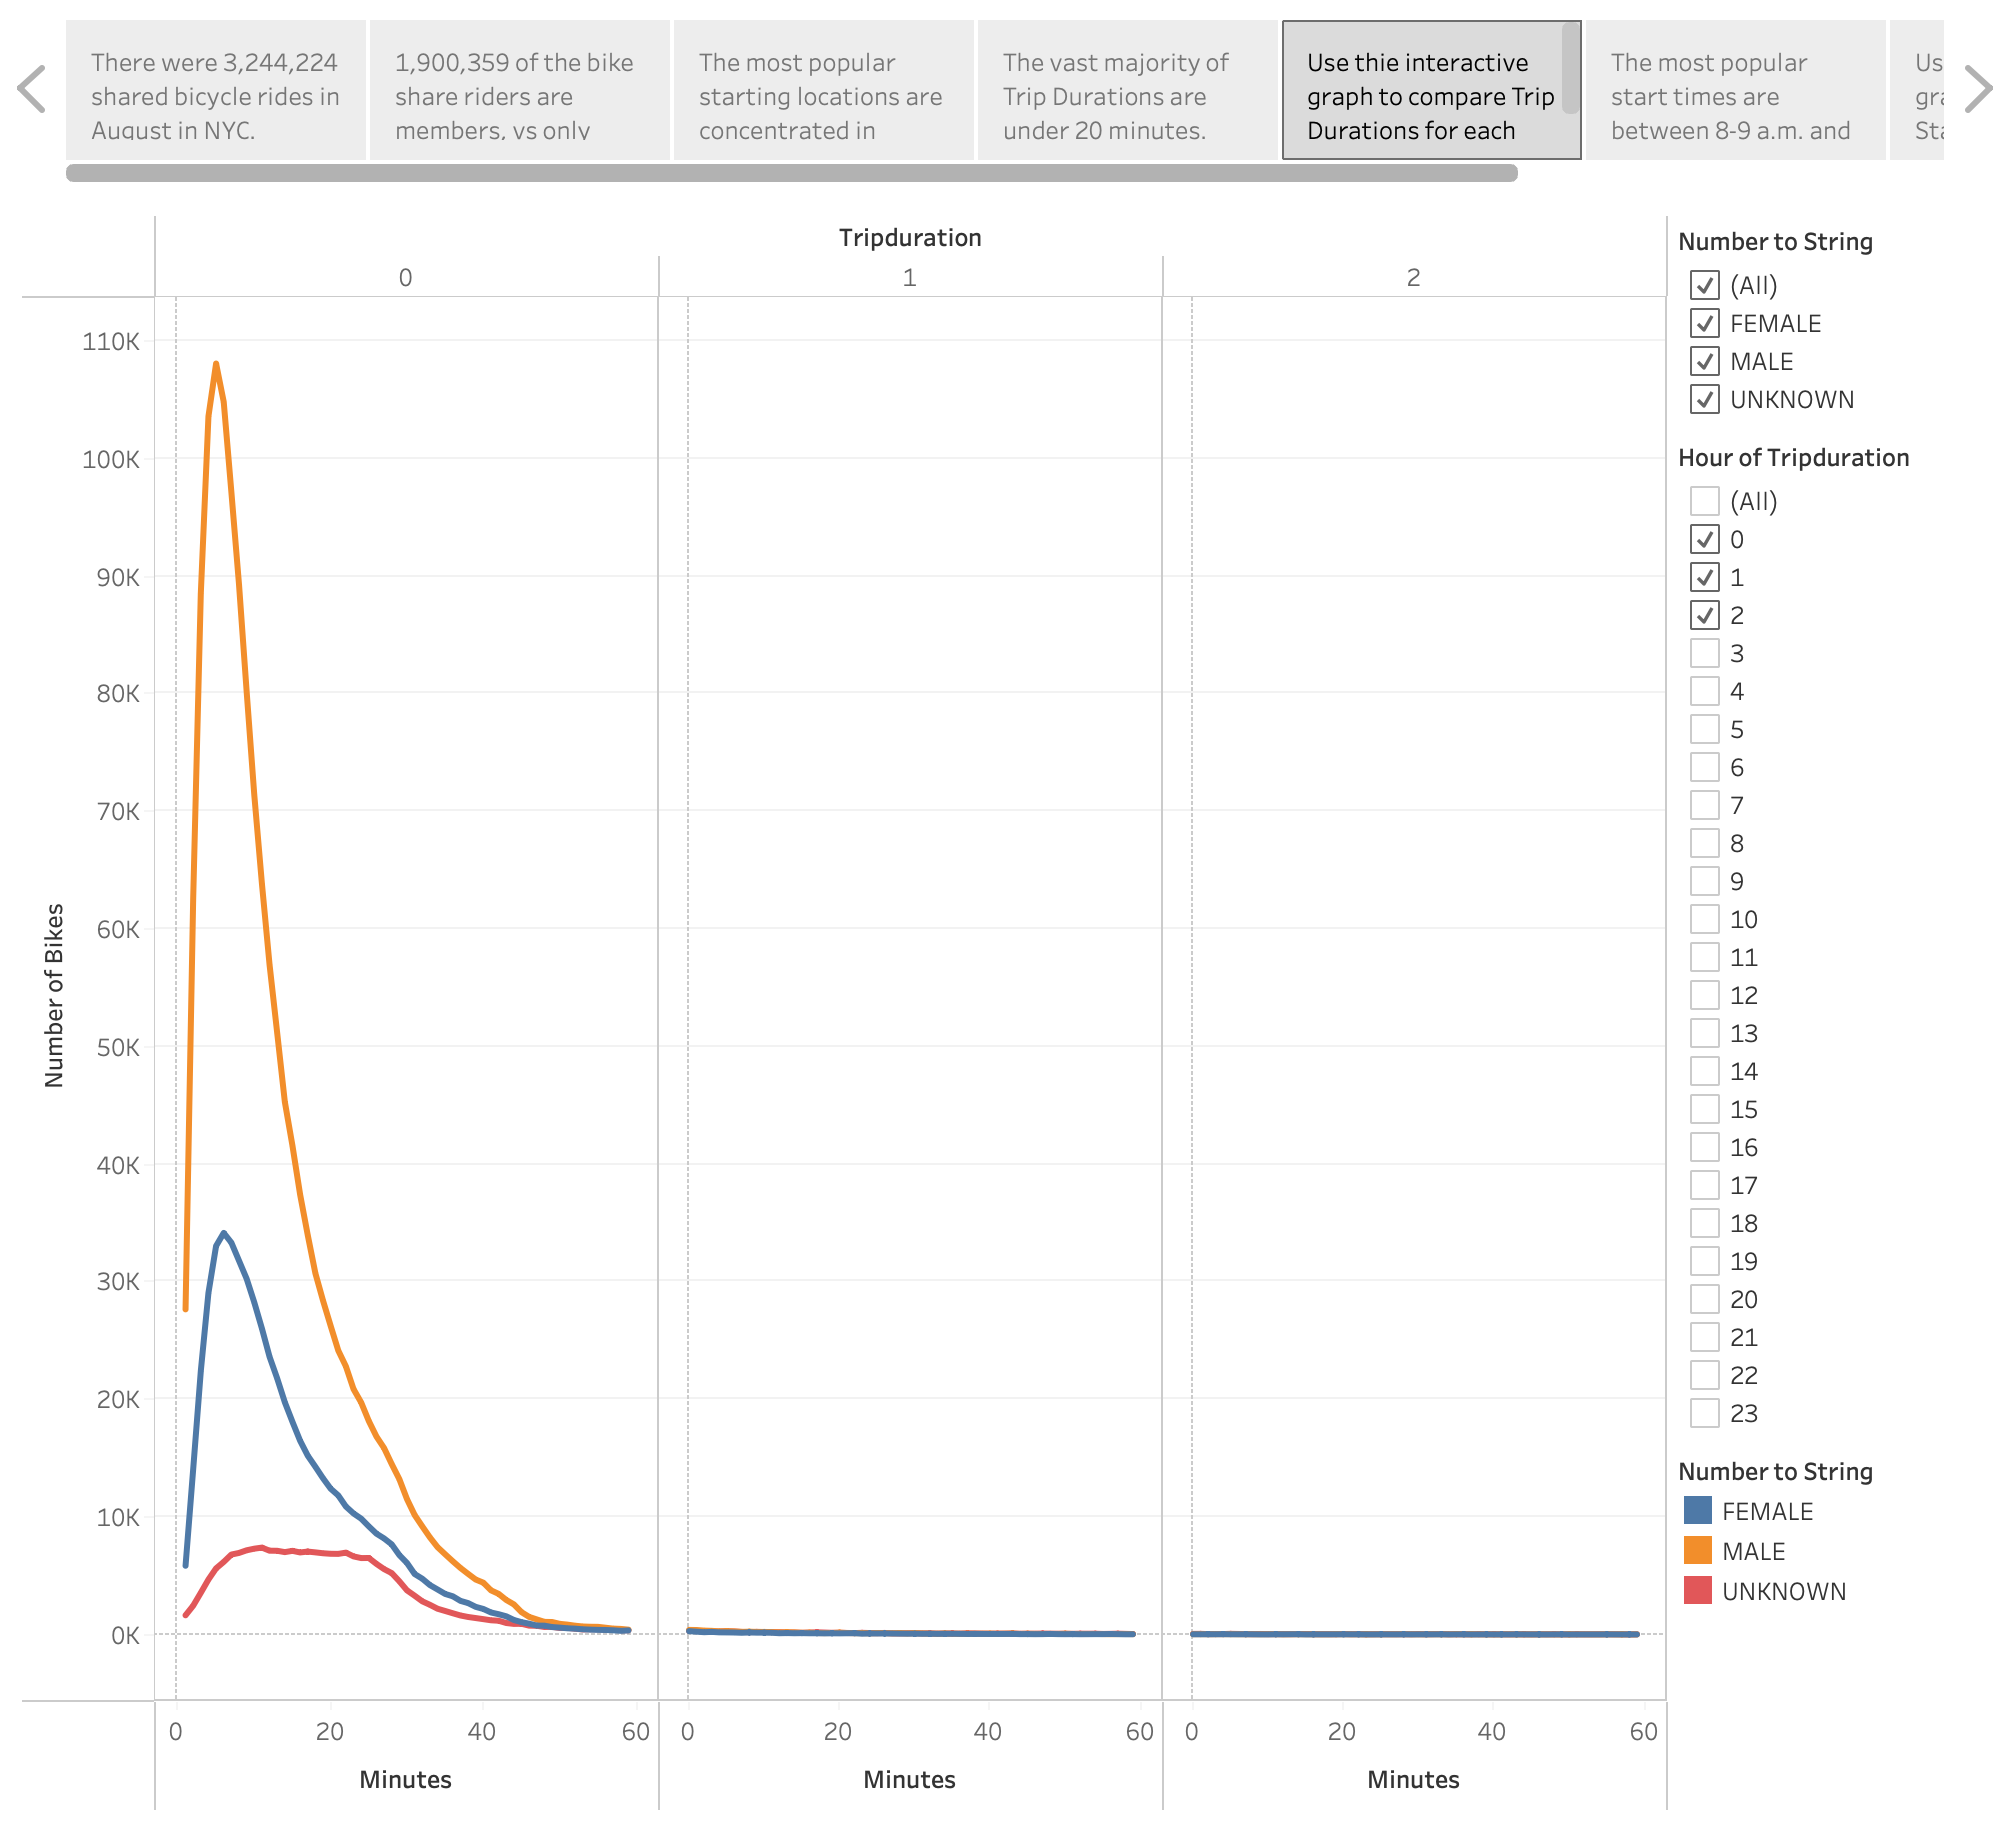 There were 3,244,224
shared bicycle rides in
August in NYC.
1,900,359 of the bike
share riders are
members, vs only
The most popular
starting locations are
concentrated in
The vast majority of
Trip Durations are
under 20 minutes.
Use thie interactive
graph to compare Trip
Durations for each
The most popular
start times are
between 8-9 a.m. and
Tripduration
0
1
2
110K
100K
90K
80K
70K
60K
50K
40K
30K
20K
10K
0K
Number of Bikes
0
20
40
60
0
20
40
60
0
20
40
60
Minutes
Minutes
Minutes
Number to String
(All)
FEMALE
MALE
UNKNOWN
Hour of Tripduration
(All)
0
1
2
3
4
5
6
7
8
9
10
11
12
13
14
15
16
17
18
19
20
21
22
23
Number to String
FEMALE
MALE
UNKNOWN